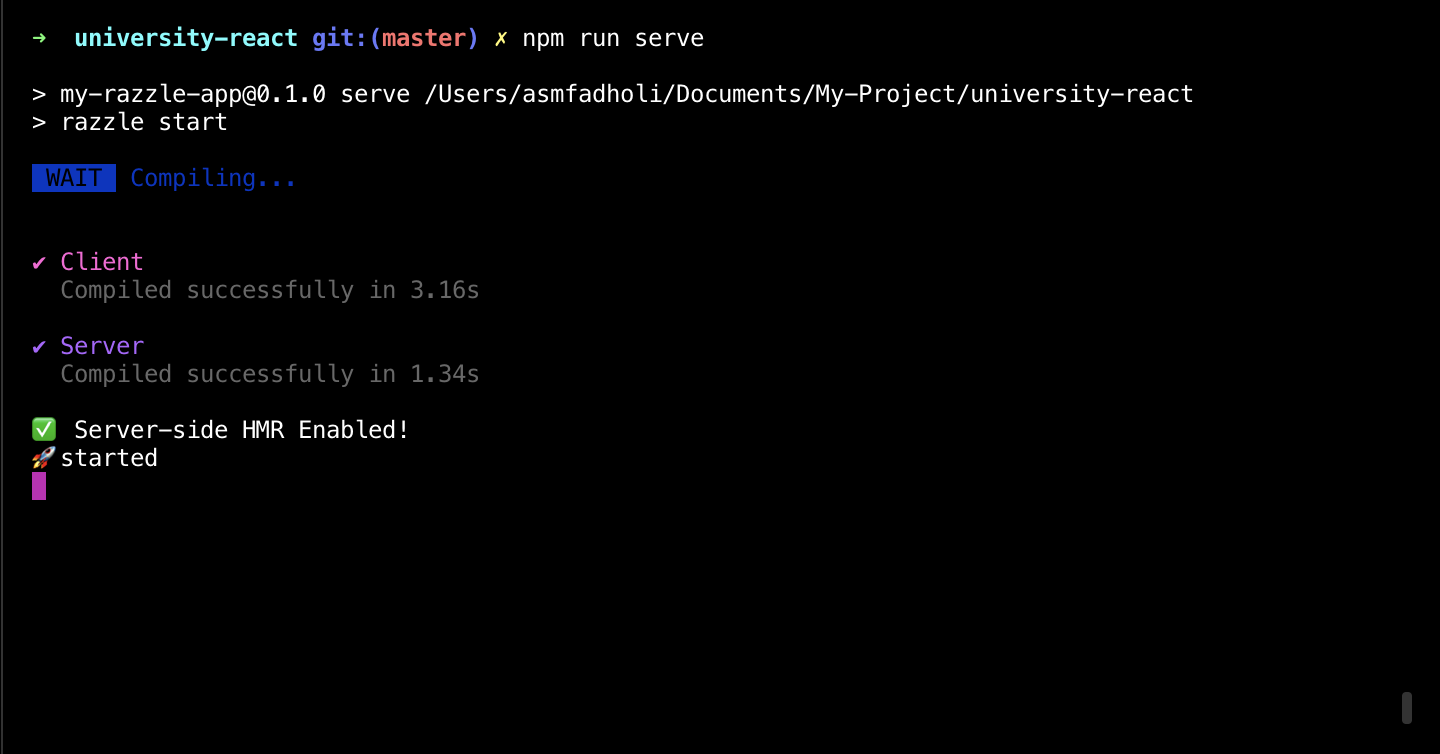 ➜  university-react git:(master) ✗ npm run serve
> my-razzle-app@0.1.0 serve /Users/asmfadholi/Documents/My-Project/university-react
> razzle start
WAIT  Compiling...
✔ Client
Compiled successfully in 3.16s
✔ Server
Compiled successfully in 1.34s
✅ Server-side HMR Enabled!
🚀 started